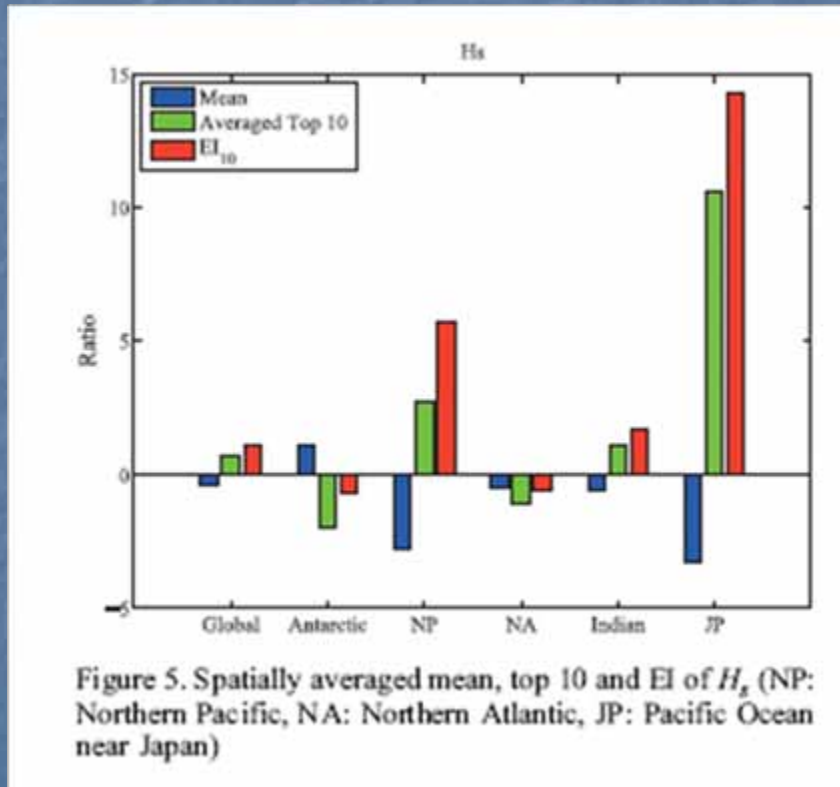 Hs
15
Mean
Averaged Top 10
EI10
10
Ratio
5
0
-5
Global Antarctic NP NA Indian JP
Figure 5. Spatially averaged mean, top 10 and EI of Hs (NP:
Northern Pacific, NA: Northern Atlantic, JP: Pacific Ocean
near Japan)